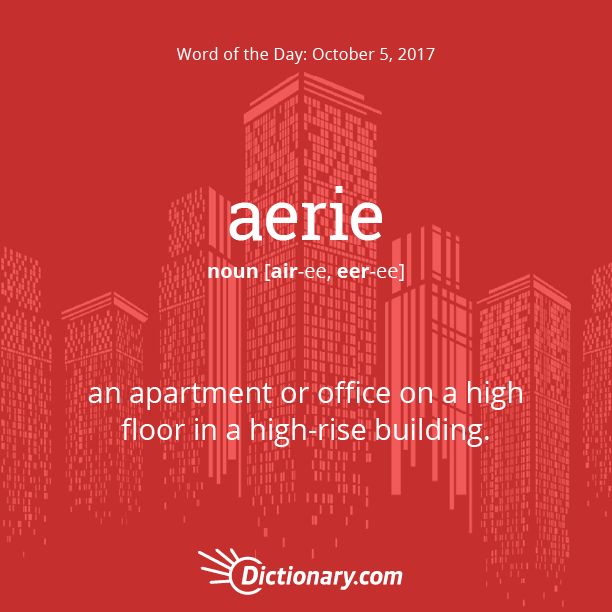 Word of the Day: October 5, 2017
aerie
noun [air-ee, eer-ee]
an apartment or office on a high
floor in a high-rise building.
Dictionary.com